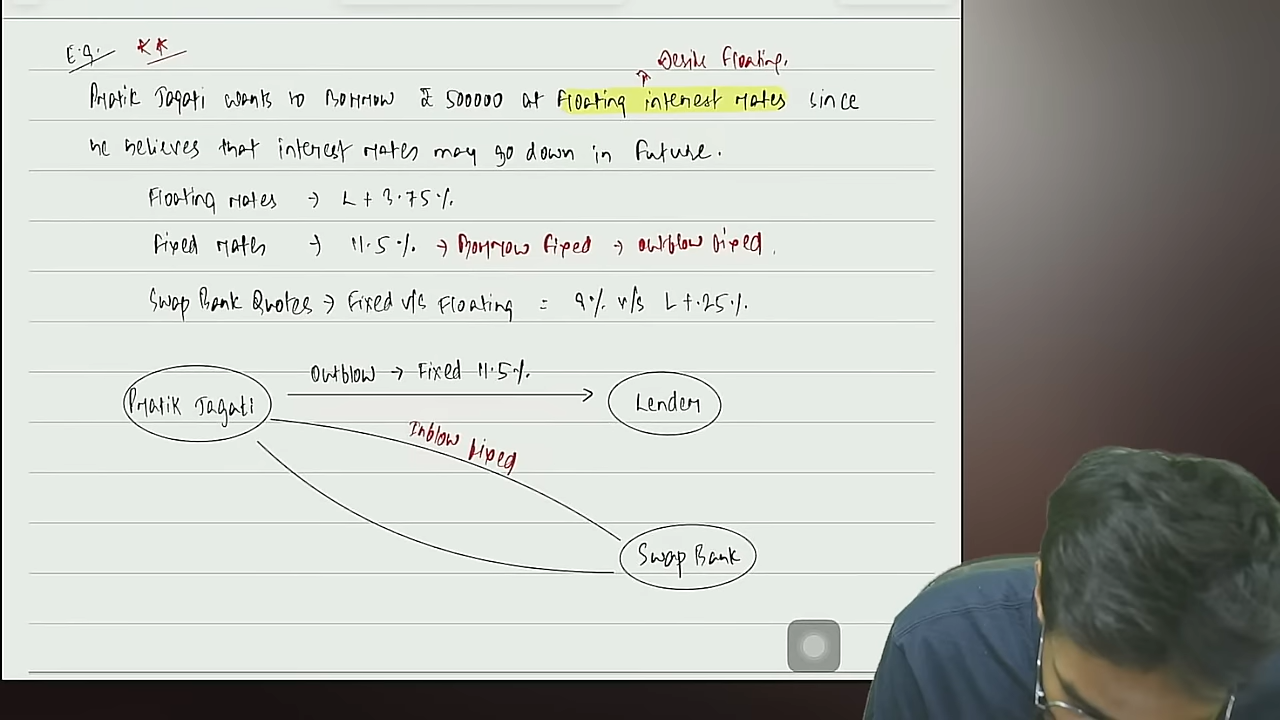 E.g. **
Desire floating.
Pratik Jagati wants to Borrow ₹ 500000 at floating interest rates since
he believes that interest rates may go down in future.
Floating rates → L + 3.75%.
Fixed rates → 11.5% → Borrow fixed → outflow fixed.
Swap Bank Quotes → Fixed v/s Floating = 9% v/s L + .25%.
Outflow → Fixed 11.5%.
Pratik Jagati
Lender
Inflow fixed
Swap Bank